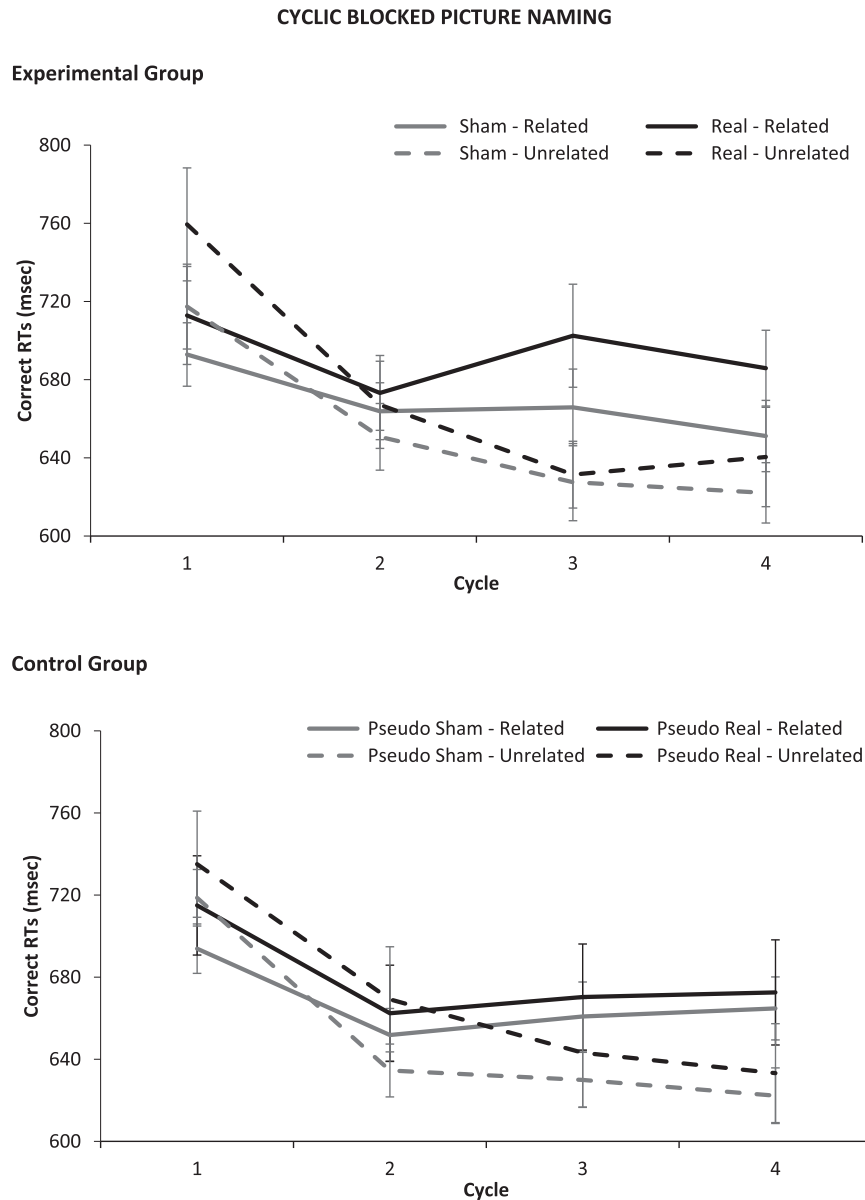 CYCLIC BLOCKED PICTURE NAMING
Experimental Group
Sham - Related
Real - Related
Sham - Unrelated
Real - Unrelated
800
760
720
680
640
600
Correct RTs (msec)
1 2 3 4
Cycle
Control Group
Pseudo Sham - Related
Pseudo Real - Related
Pseudo Sham - Unrelated
Pseudo Real - Unrelated
800
760
720
680
640
600
Correct RTs (msec)
1 2 3 4
Cycle